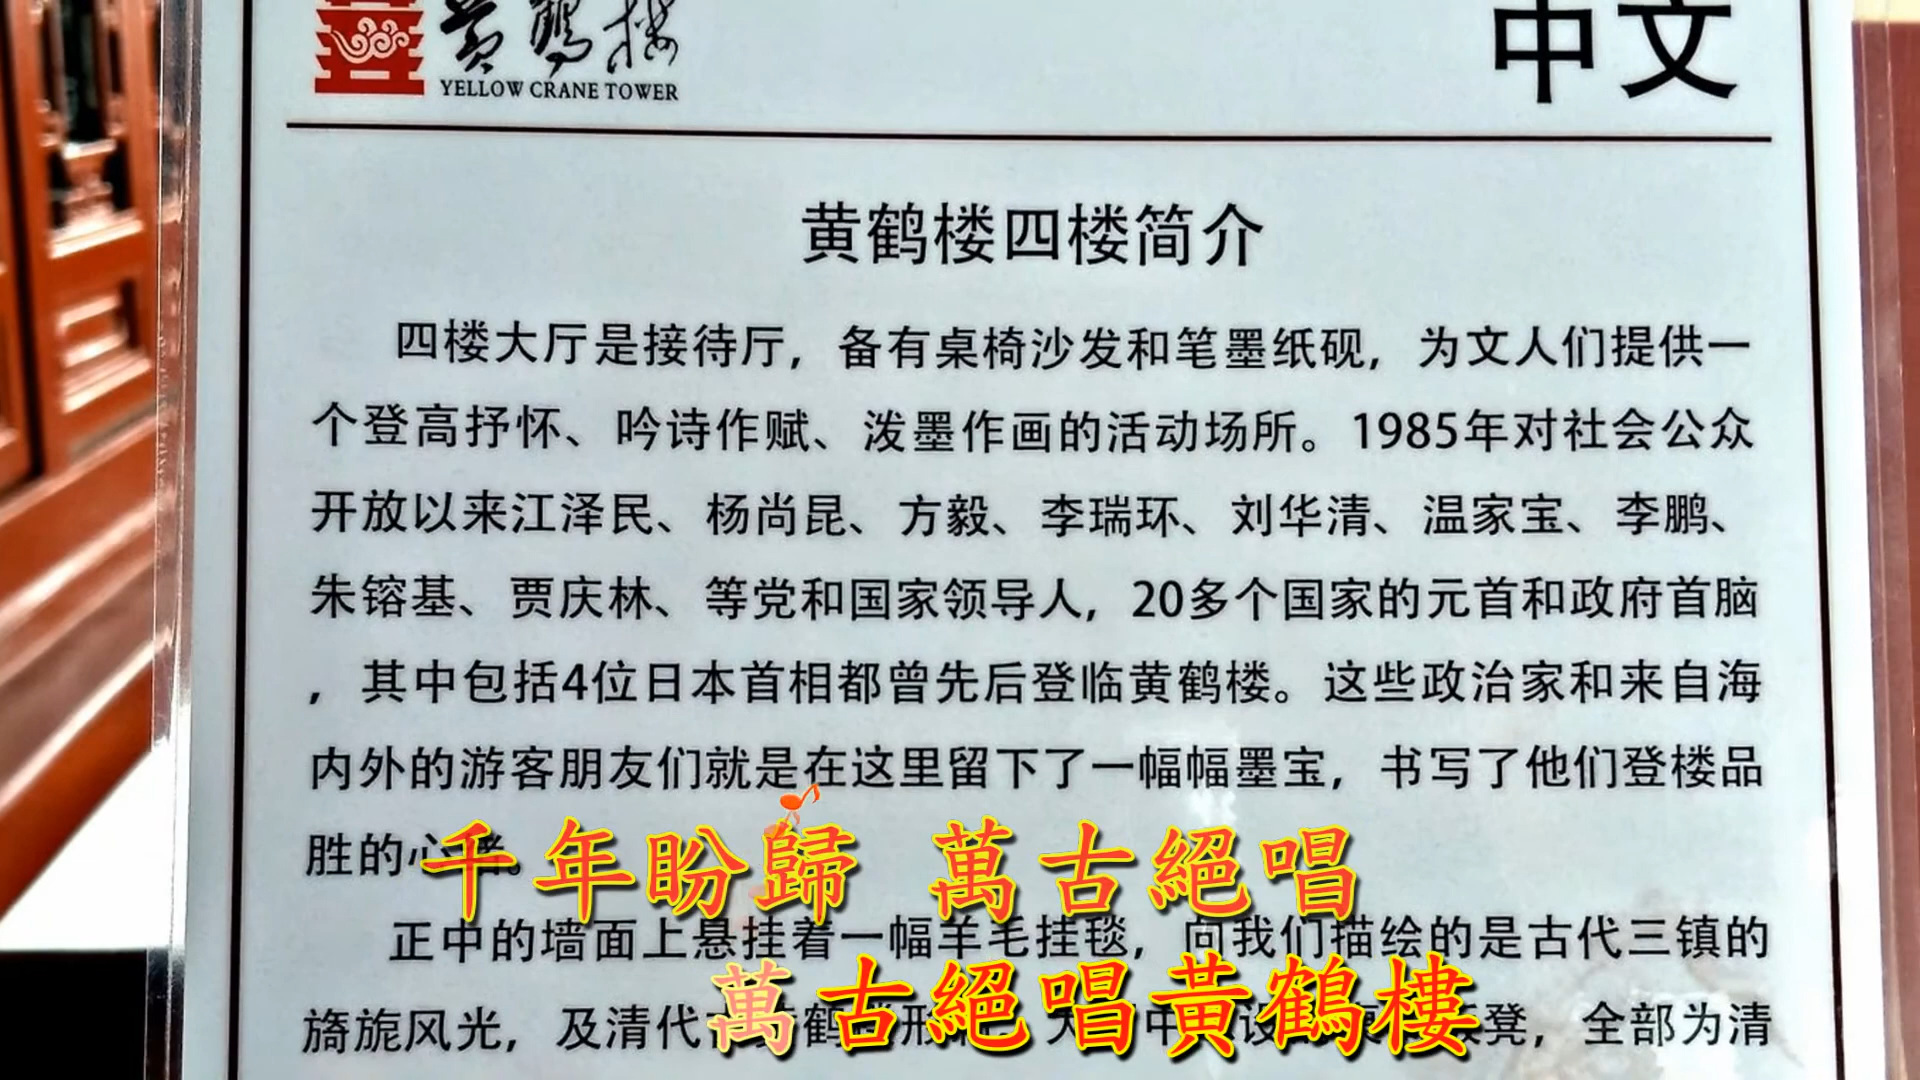 黄鹤楼
YELLOW CRANE TOWER
中文
黄鹤楼四楼简介
四楼大厅是接待厅，备有桌椅沙发和笔墨纸砚，为文人们提供一
个登高抒怀、吟诗作赋、泼墨作画的活动场所。1985年对社会公众
开放以来江泽民、杨尚昆、方毅、李瑞环、刘华清、温家宝、李鹏、
朱镕基、贾庆林、等党和国家领导人，20多个国家的元首和政府首脑
，其中包括4位日本首相都曾先后登临黄鹤楼。这些政治家和来自海
内外的游客朋友们就是在这里留下了一幅幅墨宝，书写了他们登楼品
胜的心绪。
千年盼歸 萬古絕唱
正中的墙面上悬挂着一幅羊毛挂毯，向我们描绘的是古代三镇的
萬古絕唱黃鶴樓
旖旎风光，及清代 鹤 形 大 中 设 凳，全部为清